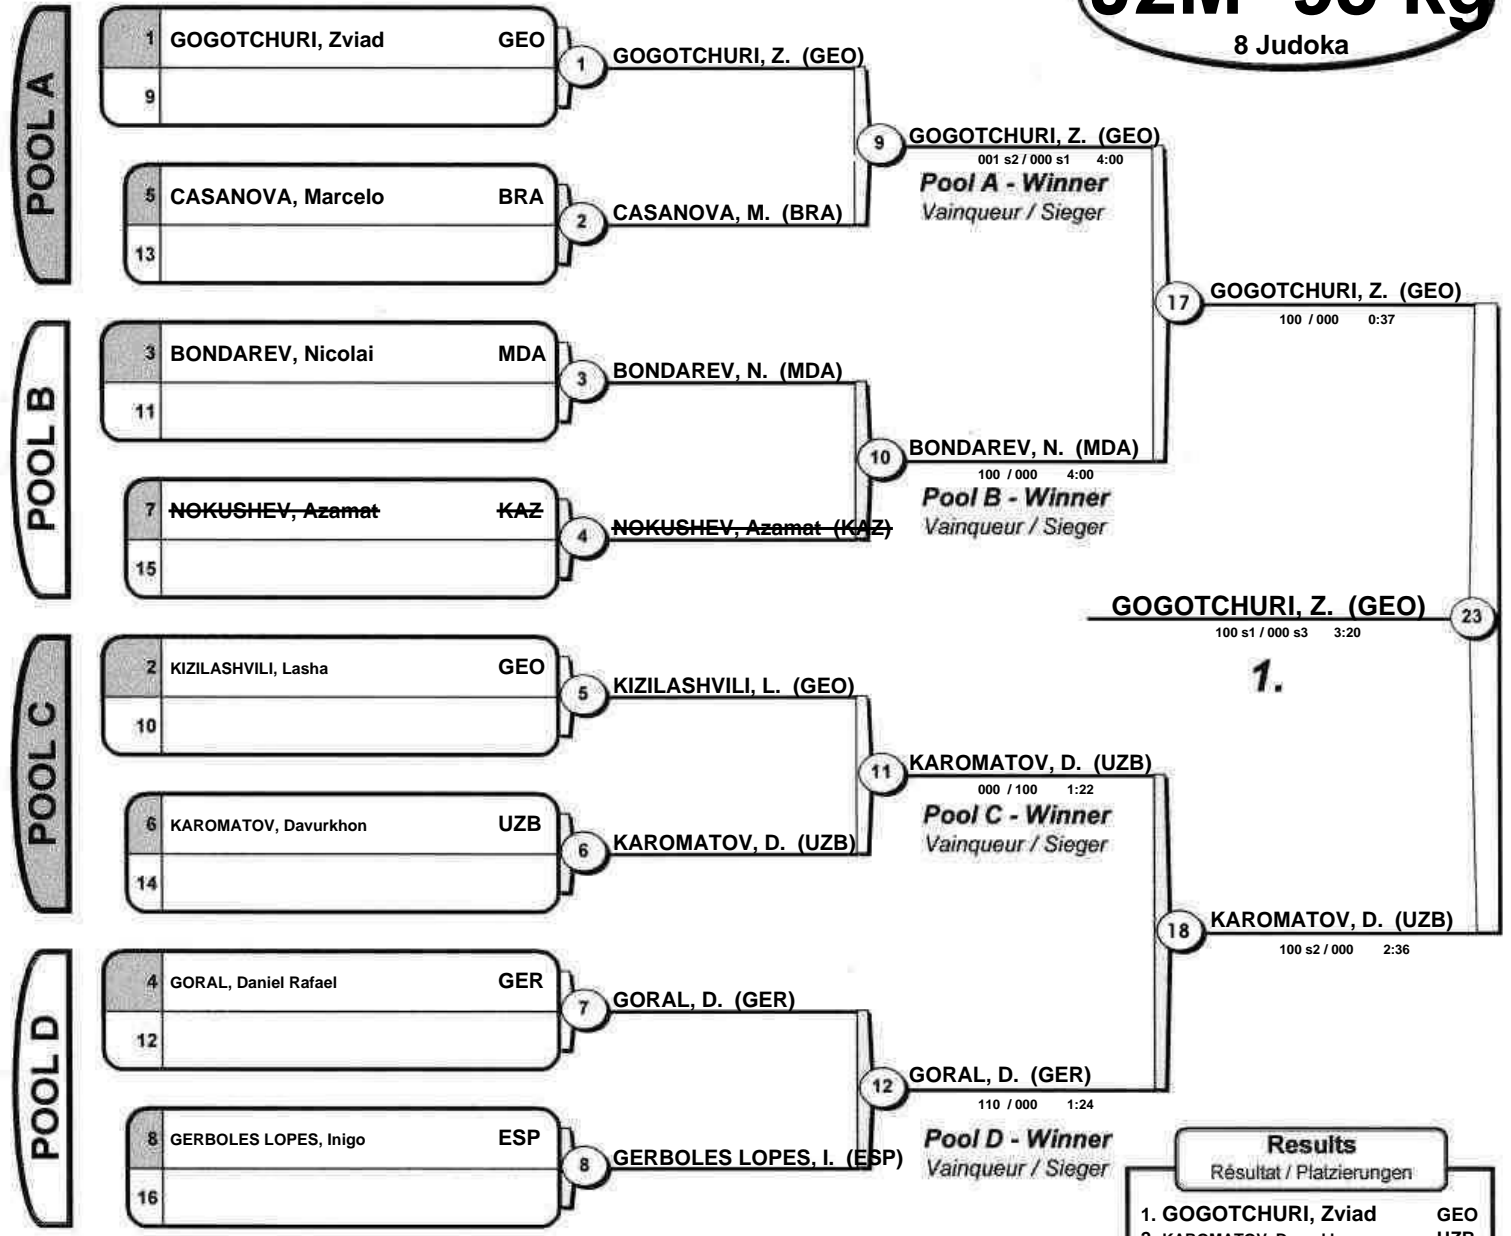 J2M -95 kg
8 Judoka
POOL A
1 GOGOTCHURI, Zviad GEO
9
1
GOGOTCHURI, Z. (GEO)
5 CASANOVA, Marcelo BRA
13
2
CASANOVA, M. (BRA)
9
GOGOTCHURI, Z. (GEO)
001 s2 / 000 s1 4:00
Pool A - Winner
Vainqueur / Sieger
POOL B
3 BONDAREV, Nicolai MDA
11
3
BONDAREV, N. (MDA)
7 NOKUSHEV, Azamat KAZ
15
4
NOKUSHEV, Azamat (KAZ)
10
BONDAREV, N. (MDA)
100 / 000 4:00
Pool B - Winner
Vainqueur / Sieger
17
GOGOTCHURI, Z. (GEO)
100 / 000 0:37
GOGOTCHURI, Z. (GEO)
23
100 s1 / 000 s3 3:20
1.
POOL C
2 KIZILASHVILI, Lasha GEO
10
5
KIZILASHVILI, L. (GEO)
6 KAROMATOV, Davurkhon UZB
14
6
KAROMATOV, D. (UZB)
11
KAROMATOV, D. (UZB)
000 / 100 1:22
Pool C - Winner
Vainqueur / Sieger
POOL D
4 GORAL, Daniel Rafael GER
12
7
GORAL, D. (GER)
8 GERBOLES LOPES, Inigo ESP
16
8
GERBOLES LOPES, I. (ESP)
12
GORAL, D. (GER)
110 / 000 1:24
Pool D - Winner
Vainqueur / Sieger
18
KAROMATOV, D. (UZB)
100 s2 / 000 2:36
Results
Résultat / Platzierungen
1. GOGOTCHURI, Zviad GEO